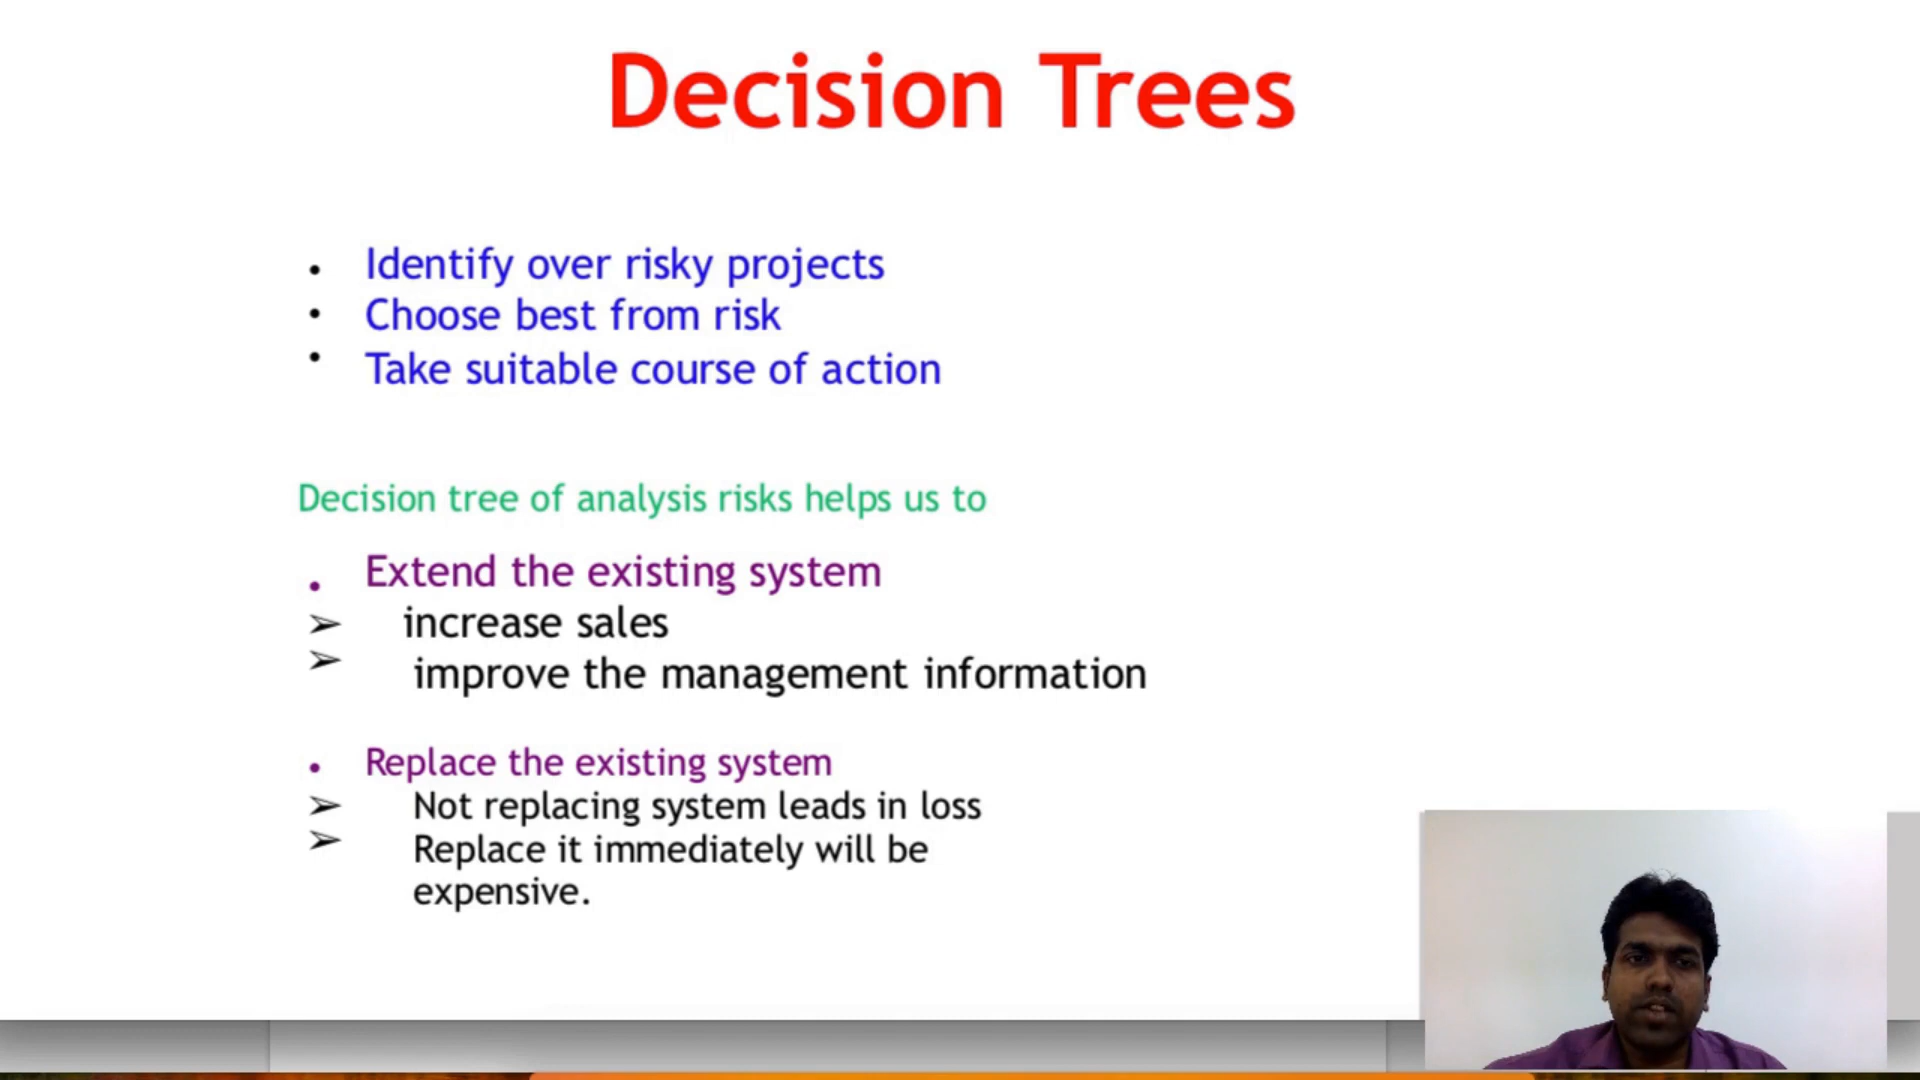 Decision Trees
• Identify over risky projects
• Choose best from risk
• Take suitable course of action
Decision tree of analysis risks helps us to
• Extend the existing system
➢ increase sales
➢ improve the management information
• Replace the existing system
➢ Not replacing system leads in loss
➢ Replace it immediately will be
expensive.